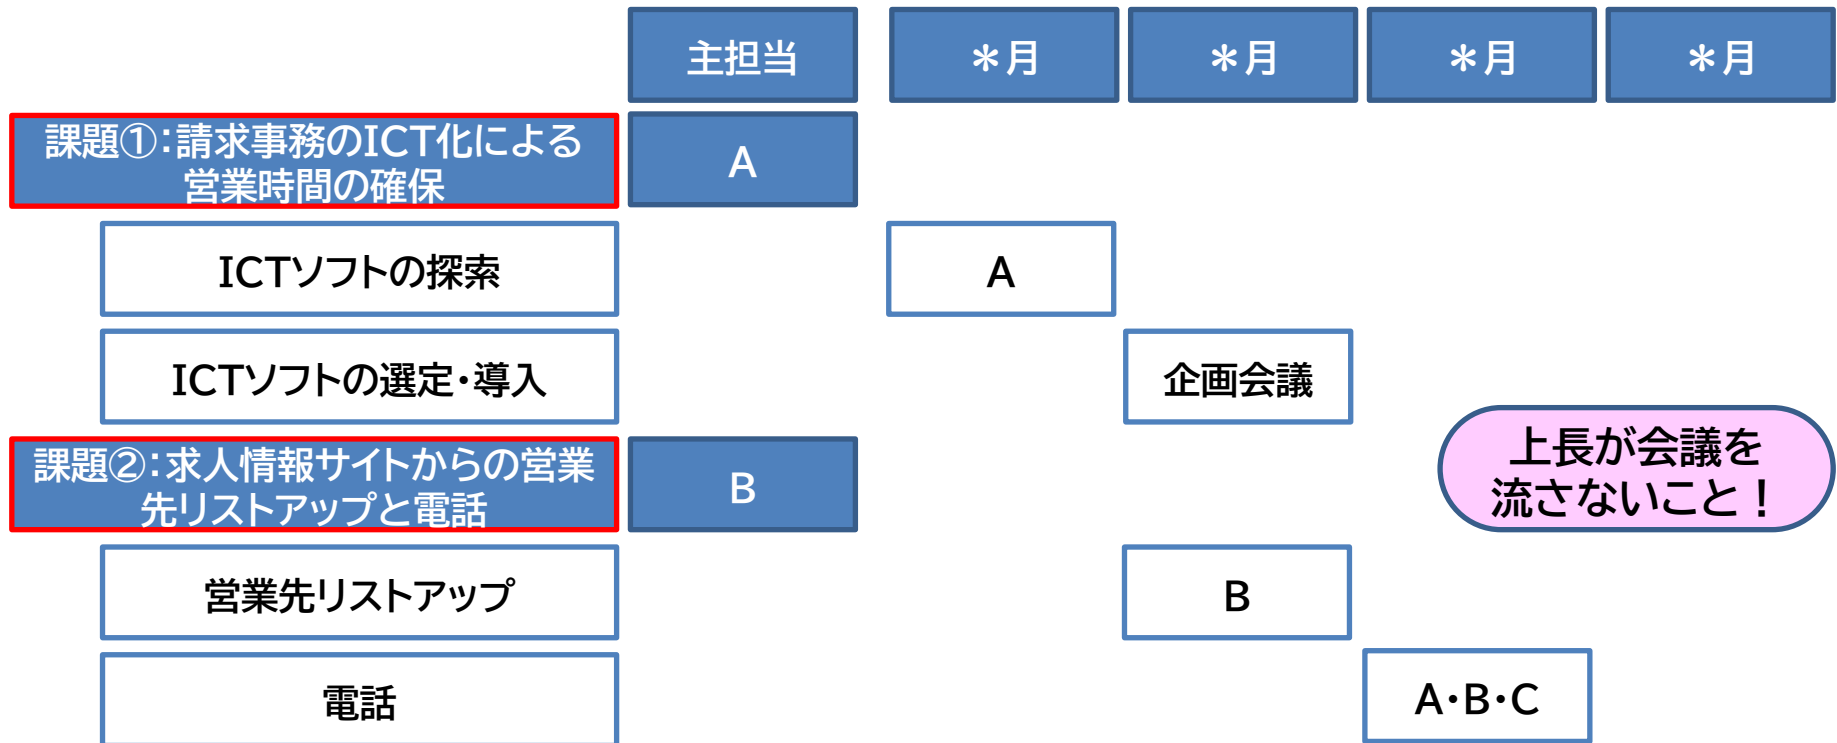 主担当
＊月
＊月
＊月
＊月
課題①：請求事務のICT化による
営業時間の確保
A
ICTソフトの探索
A
ICTソフトの選定・導入
企画会議
課題②：求人情報サイトからの営業
先リストアップと電話
B
上長が会議を
流さないこと！
営業先リストアップ
B
電話
A・B・C